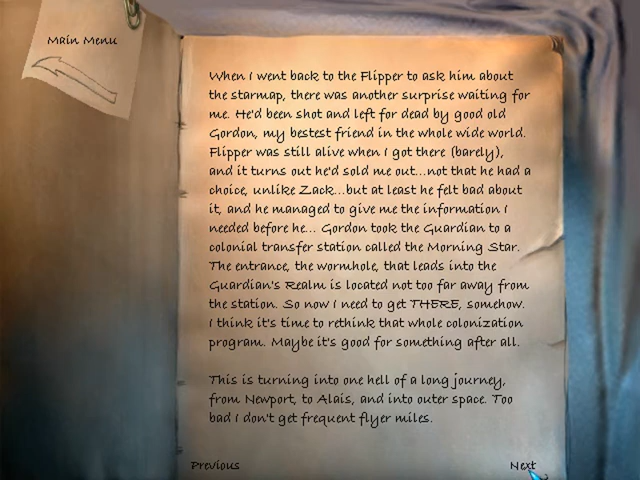 Main Menu
When I went back to the Flipper to ask him about
the starmap, there was another surprise waiting for
me. He'd been shot and left for dead by good old
Gordon, my bestest friend in the whole wide world.
Flipper was still alive when I got there (barely),
and it turns out he'd sold me out...not that he had a
choice, unlike Zack...but at least he felt bad about
it, and he managed to give me the information I
needed before he... Gordon took the Guardian to a
colonial transfer station called the Morning Star.
The entrance, the wormhole, that leads into the
Guardian's Realm is located not too far away from
the station. So now I need to get THERE, somehow.
I think it's time to rethink that whole colonization
program. Maybe it's good for something after all.
This is turning into one hell of a long journey,
from Newport, to Alais, and into outer space. Too
bad I don't get frequent flyer miles.
Previous
Next